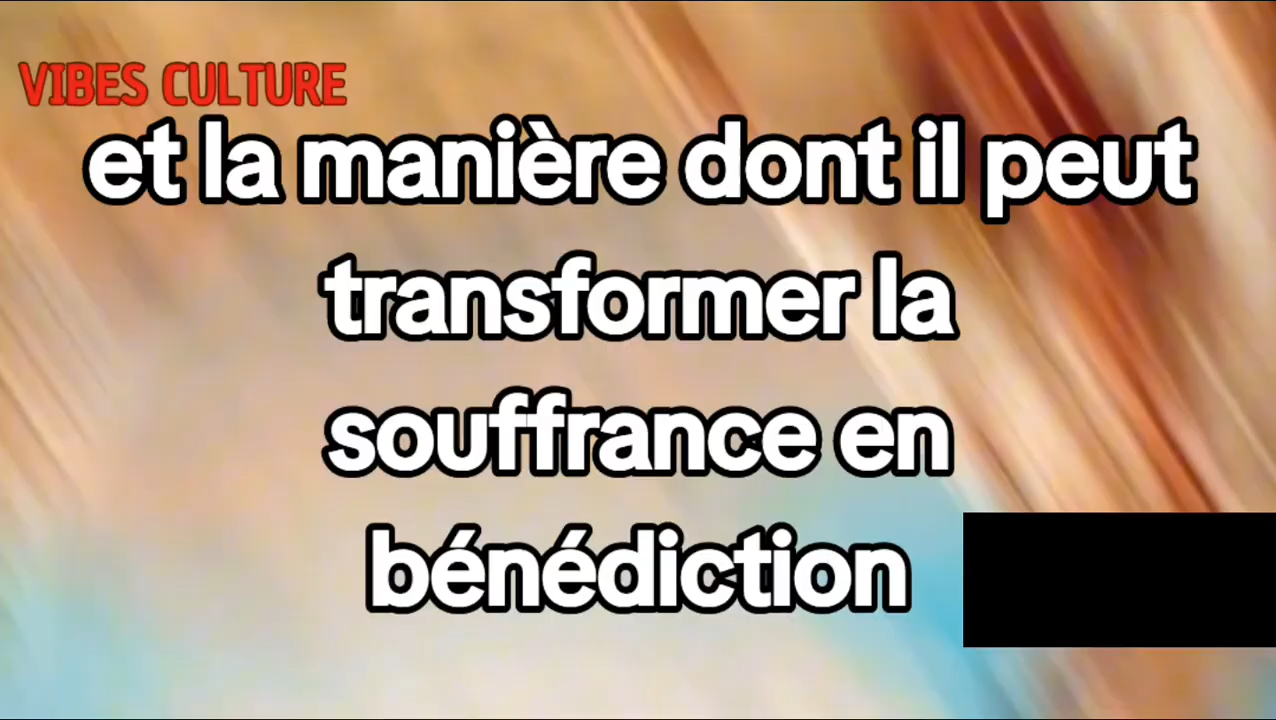 VIBES CULTURE
et la manière dont il peut
transformer la
souffrance en
bénédiction